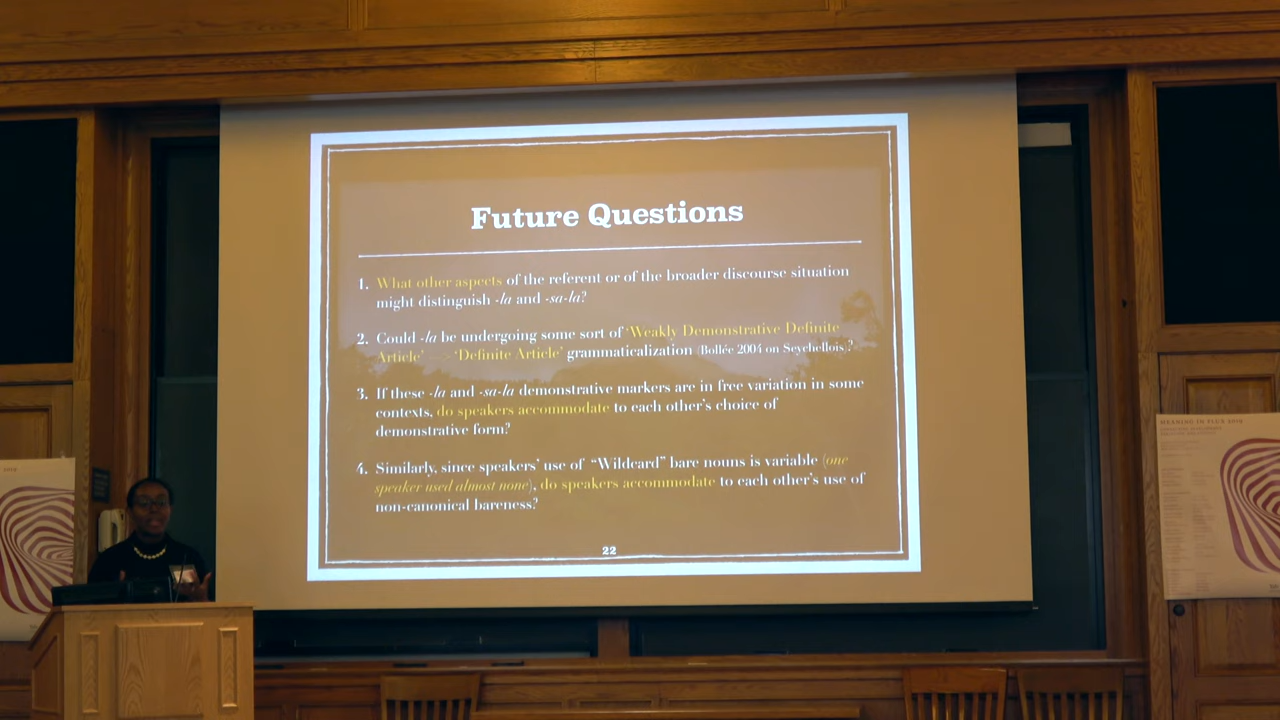 Future Questions
1. What other aspects of the referent or of the broader discourse situation
might distinguish -la and -sa-la?
2. Could -la be undergoing some sort of 'Weakly Demonstrative Definite
Article' --> 'Definite Article' grammaticalization (Bollée 2004 on Seychellois)?
3. If these -la and -sa-la demonstrative markers are in free variation in some
contexts, do speakers accommodate to each other's choice of
demonstrative form?
4. Similarly, since speakers' use of "Wildcard" bare nouns is variable (one
speaker used almost none), do speakers accommodate to each other's use of
non-canonical bareness?
22
MEANING IN FLUX 2019